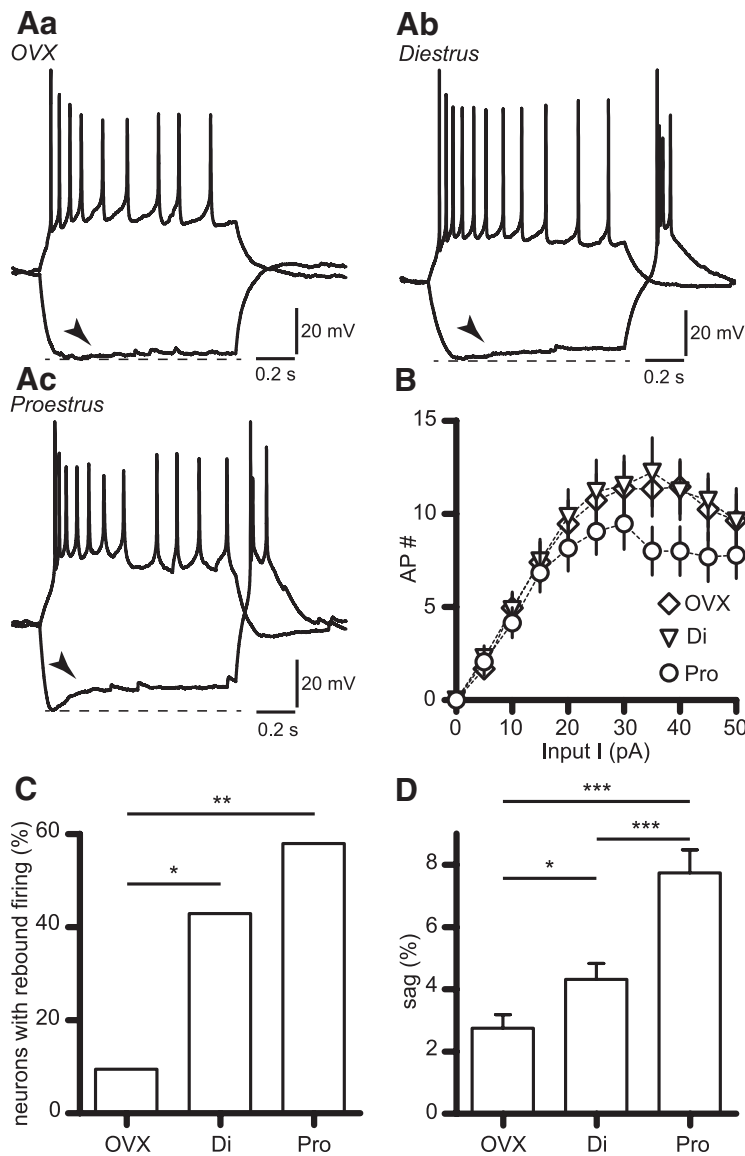 Aa
OVX
20 mV
0.2 s
Ab
Diestrus
20 mV
0.2 s
Ac
Proestrus
20 mV
0.2 s
B
15
10
5
0
AP #
0 10 20 30 40 50
Input I (pA)
OVX
Di
Pro
C
neurons with rebound firing (%)
60
40
20
0
**
*
OVX Di Pro
D
sag (%)
8
6
4
2
0
***
***
*
OVX Di Pro